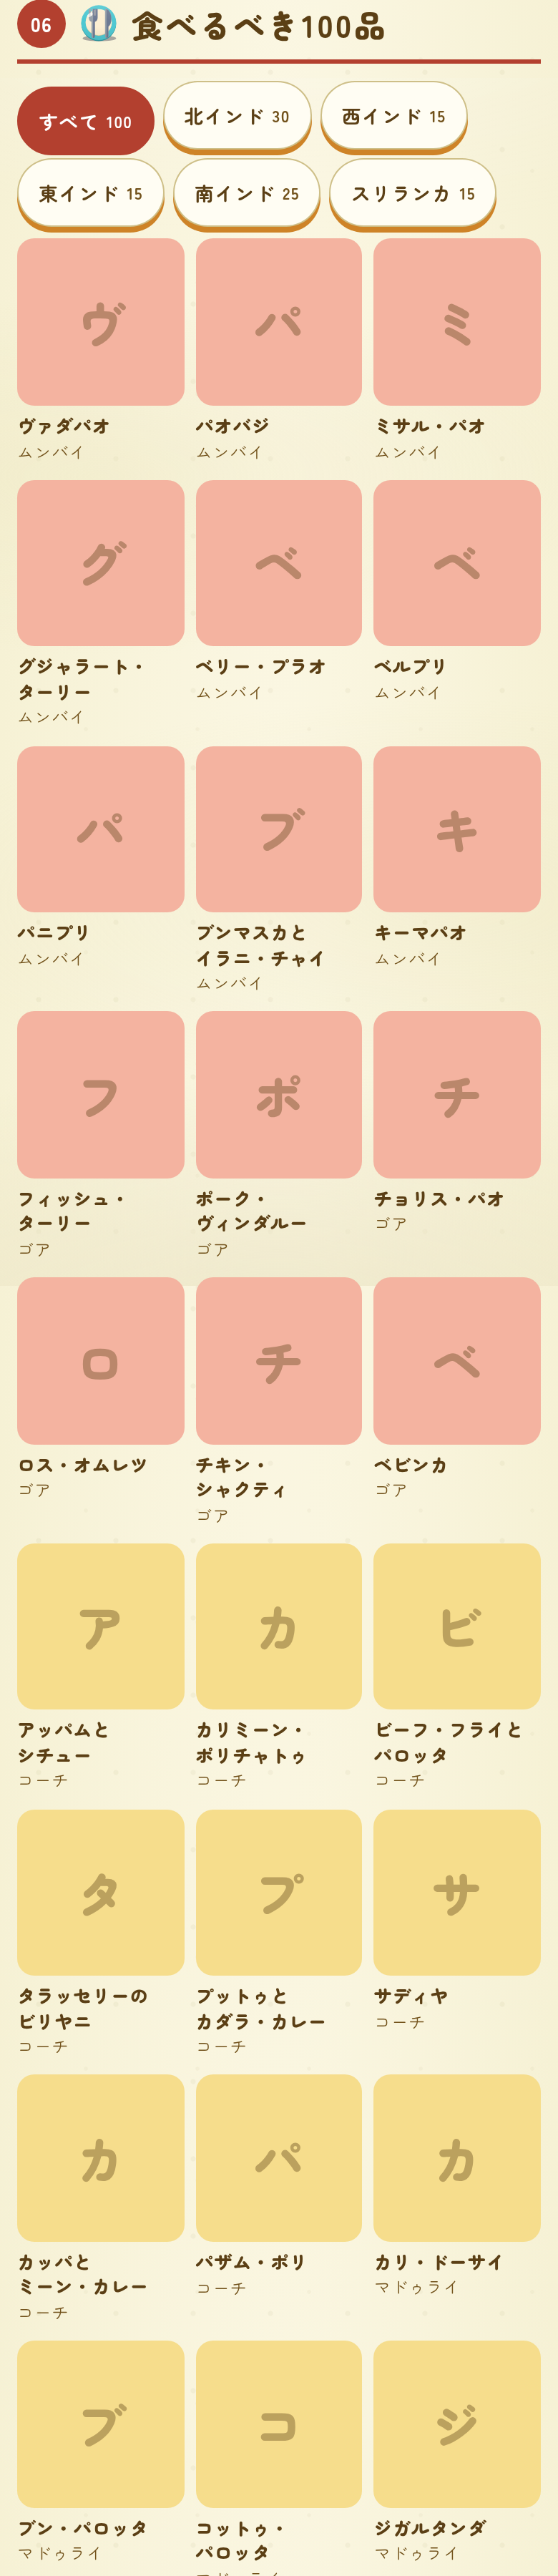 06 食べるべき100品
すべて 100 北インド 30 西インド 15
東インド 15 南インド 25 スリランカ 15
ヴ パ ミ
ヴァダパオ パオバジ ミサル・パオ
ムンバイ ムンバイ ムンバイ
グ ベ ベ
グジャラート・ ベリー・プラオ ベルプリ
ターリー ムンバイ ムンバイ
ムンバイ
パ ブ キ
パニプリ ブンマスカと キーマパオ
ムンバイ イラニ・チャイ ムンバイ
ムンバイ
フ ポ チ
フィッシュ・ ポーク・ チョリス・パオ
ターリー ヴィンダルー ゴア
ゴア ゴア
ロ チ ベ
ロス・オムレツ チキン・ ベビンカ
ゴア シャクティ ゴア
ゴア
ア カ ビ
アッパムと カリミーン・ ビーフ・フライと
シチュー ポリチャトゥ パロッタ
コーチ コーチ コーチ
タ プ サ
タラッセリーの プットゥと サディヤ
ビリヤニ カダラ・カレー コーチ
コーチ コーチ
カ パ カ
カッパと パザム・ポリ カリ・ドーサイ
ミーン・カレー コーチ マドゥライ
コーチ
ブ コ ジ
ブン・パロッタ コットゥ・ ジガルタンダ
マドゥライ パロッタ マドゥライ